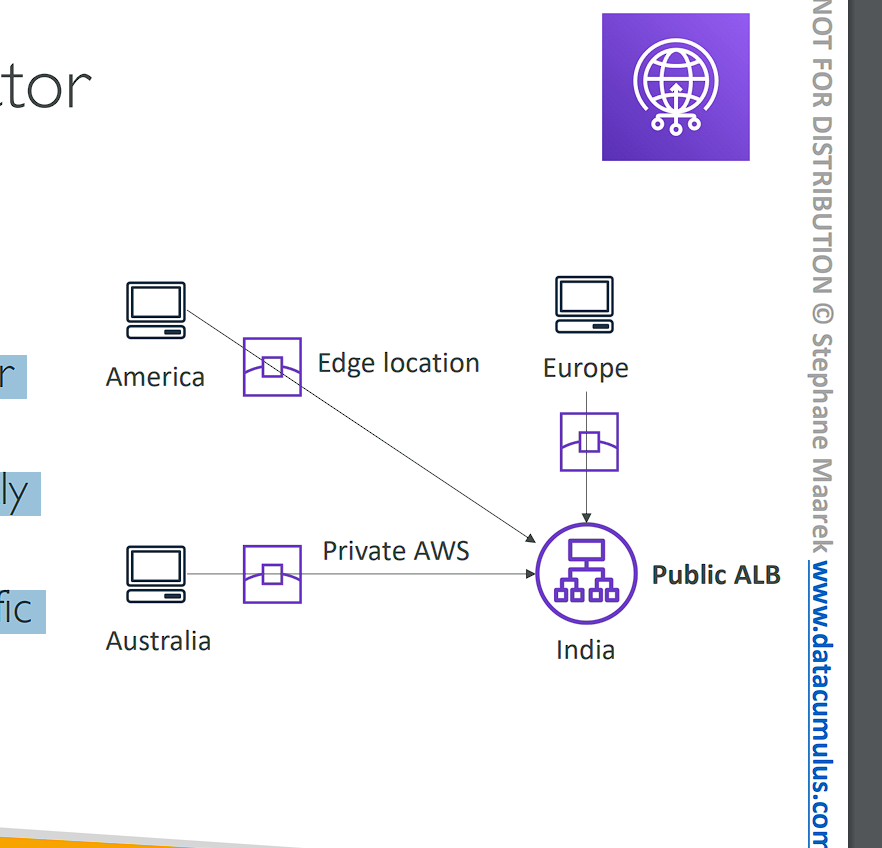 tor
America
Edge location
Europe
r
ly
Private AWS
Public ALB
fic
Australia
India
NOT FOR DISTRIBUTION © Stephane Maarek www.datacumulus.com